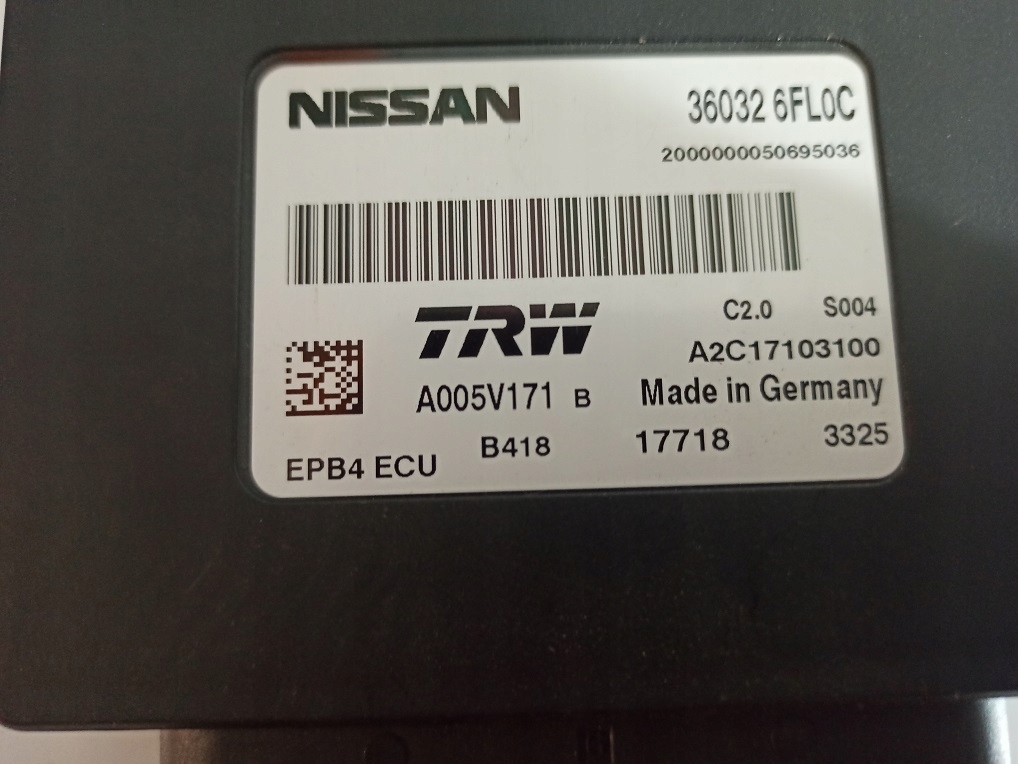 NISSAN 36032 6FL0C
2000000050695036
TRW C2.0 S004
A2C17103100
A005V171 B Made in Germany
EPB4 ECU B418 17718 3325